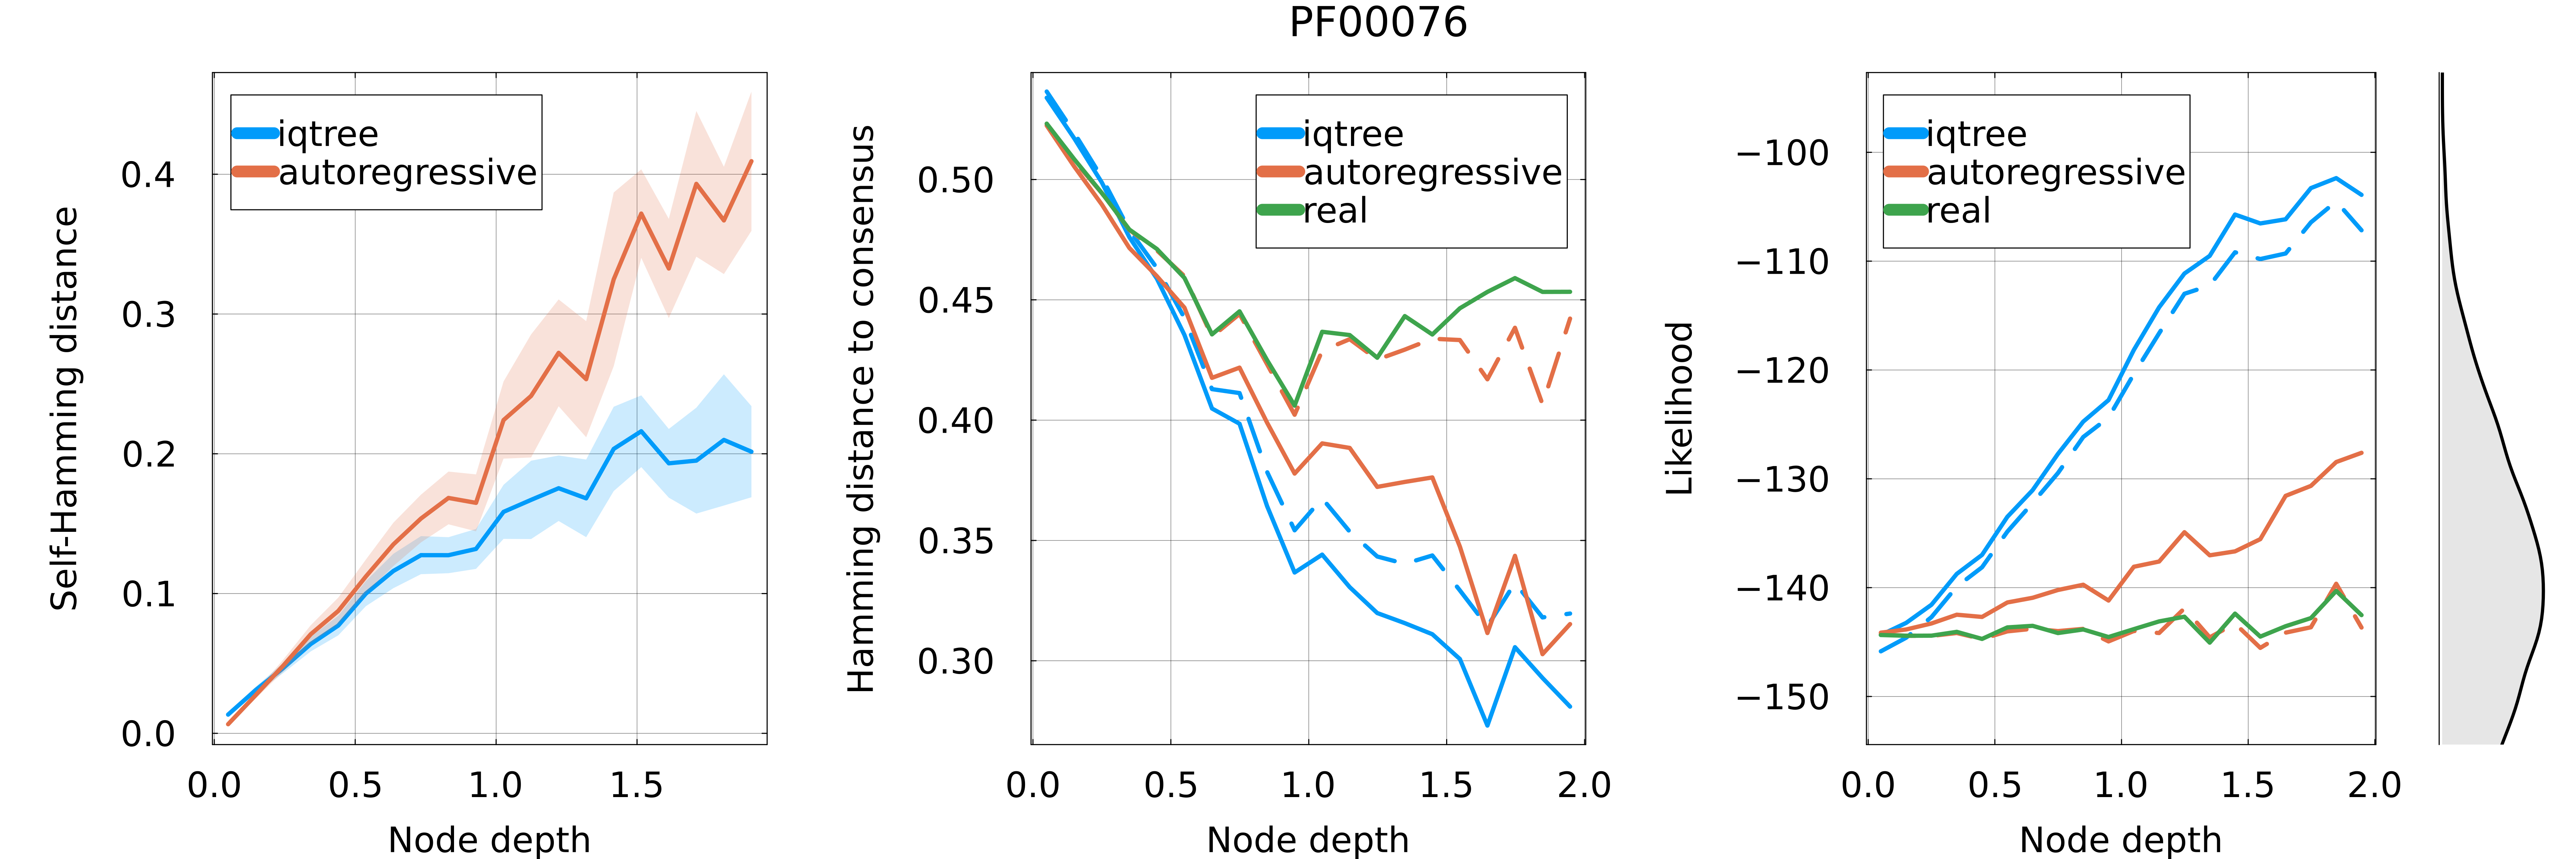 PF00076
Self-Hamming distance
0.4
0.3
0.2
0.1
0.0
iqtree
autoregressive
0.0 0.5 1.0 1.5
Node depth
Hamming distance to consensus
0.50
0.45
0.40
0.35
0.30
iqtree
autoregressive
real
0.0 0.5 1.0 1.5 2.0
Node depth
Likelihood
−100
−110
−120
−130
−140
−150
iqtree
autoregressive
real
0.0 0.5 1.0 1.5 2.0
Node depth